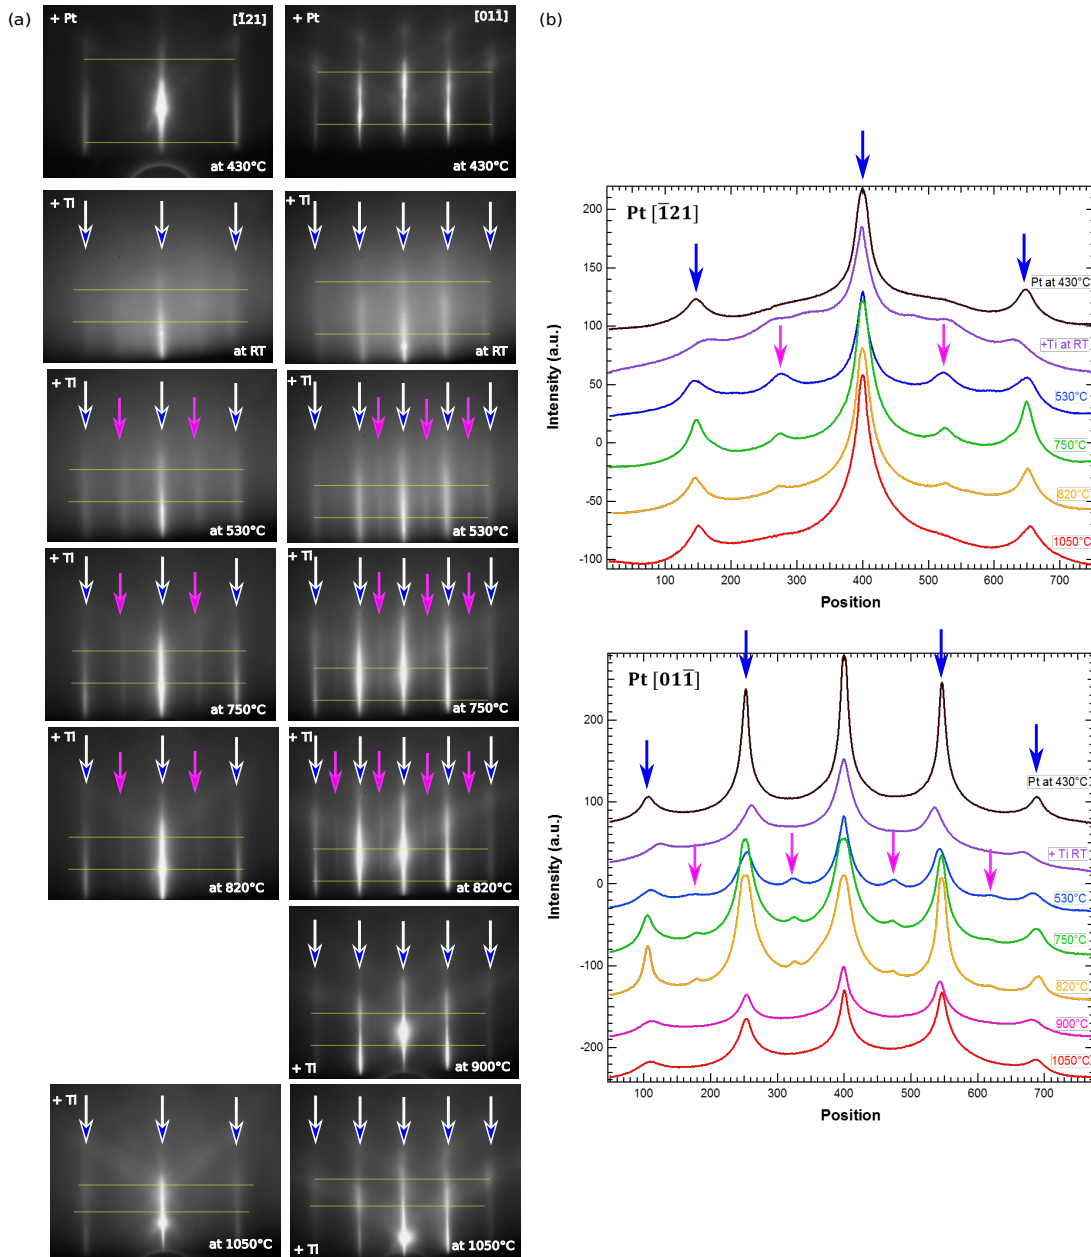 (a)
+ Pt
[1̄21]
at 430°C
+ Pt
[011̄]
at 430°C
+ Ti
at RT
+ Ti
at RT
+ Ti
at 530°C
+ Ti
at 530°C
+ Ti
at 750°C
+ Ti
at 750°C
+ Ti
at 820°C
+ Ti
at 820°C
+ Ti
at 900°C
+ Ti
at 1050°C
+ Ti
at 1050°C
(b)
Pt [1̄21]
200
150
100
50
0
-50
-100
Intensity (a.u.)
Pt at 430°C
+Ti at RT
530°C
750°C
820°C
1050°C
100
200
300
400
500
600
700
Position
Pt [011̄]
200
100
0
-100
-200
Intensity (a.u.)
Pt at 430°C
+ Ti RT
530°C
750°C
820°C
900°C
1050°C
100
200
300
400
500
600
700
Position